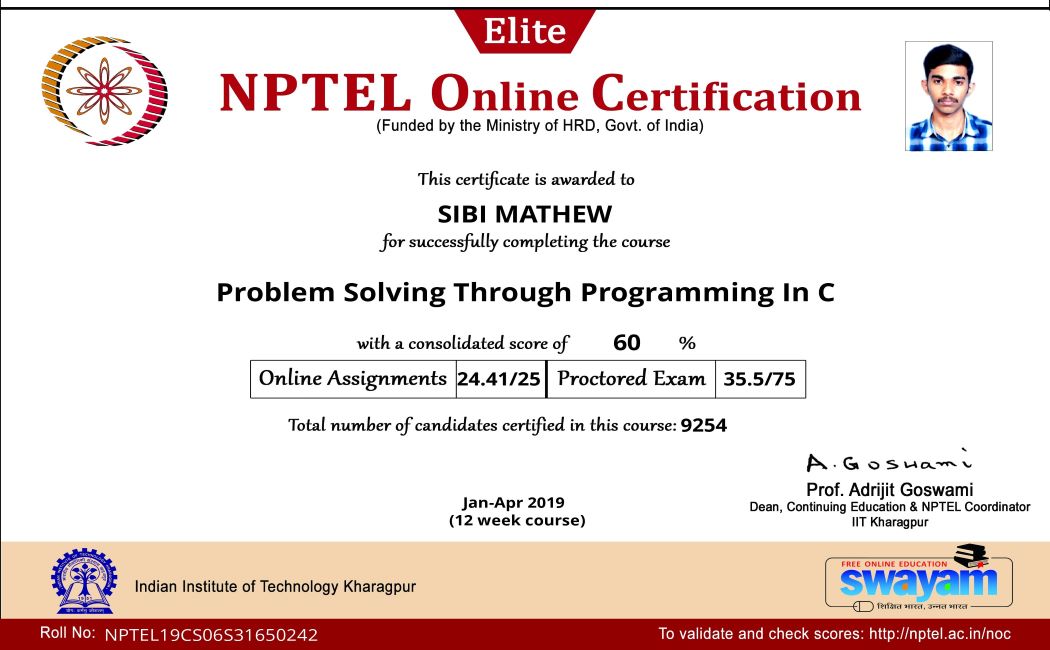 Elite
NPTEL Online Certification
(Funded by the Ministry of HRD, Govt. of India)
This certificate is awarded to
SIBI MATHEW
for successfully completing the course
Problem Solving Through Programming In C
with a consolidated score of 60 %
Online Assignments 24.41/25 Proctored Exam 35.5/75
Total number of candidates certified in this course: 9254
A. Goswami
Prof. Adrijit Goswami
Dean, Continuing Education & NPTEL Coordinator
IIT Kharagpur
Jan-Apr 2019
(12 week course)
Indian Institute of Technology Kharagpur
FREE ONLINE EDUCATION
swayam
शिक्षित भारत, उन्नत भारत
Roll No: NPTEL19CS06S31650242
To validate and check scores: http://nptel.ac.in/noc